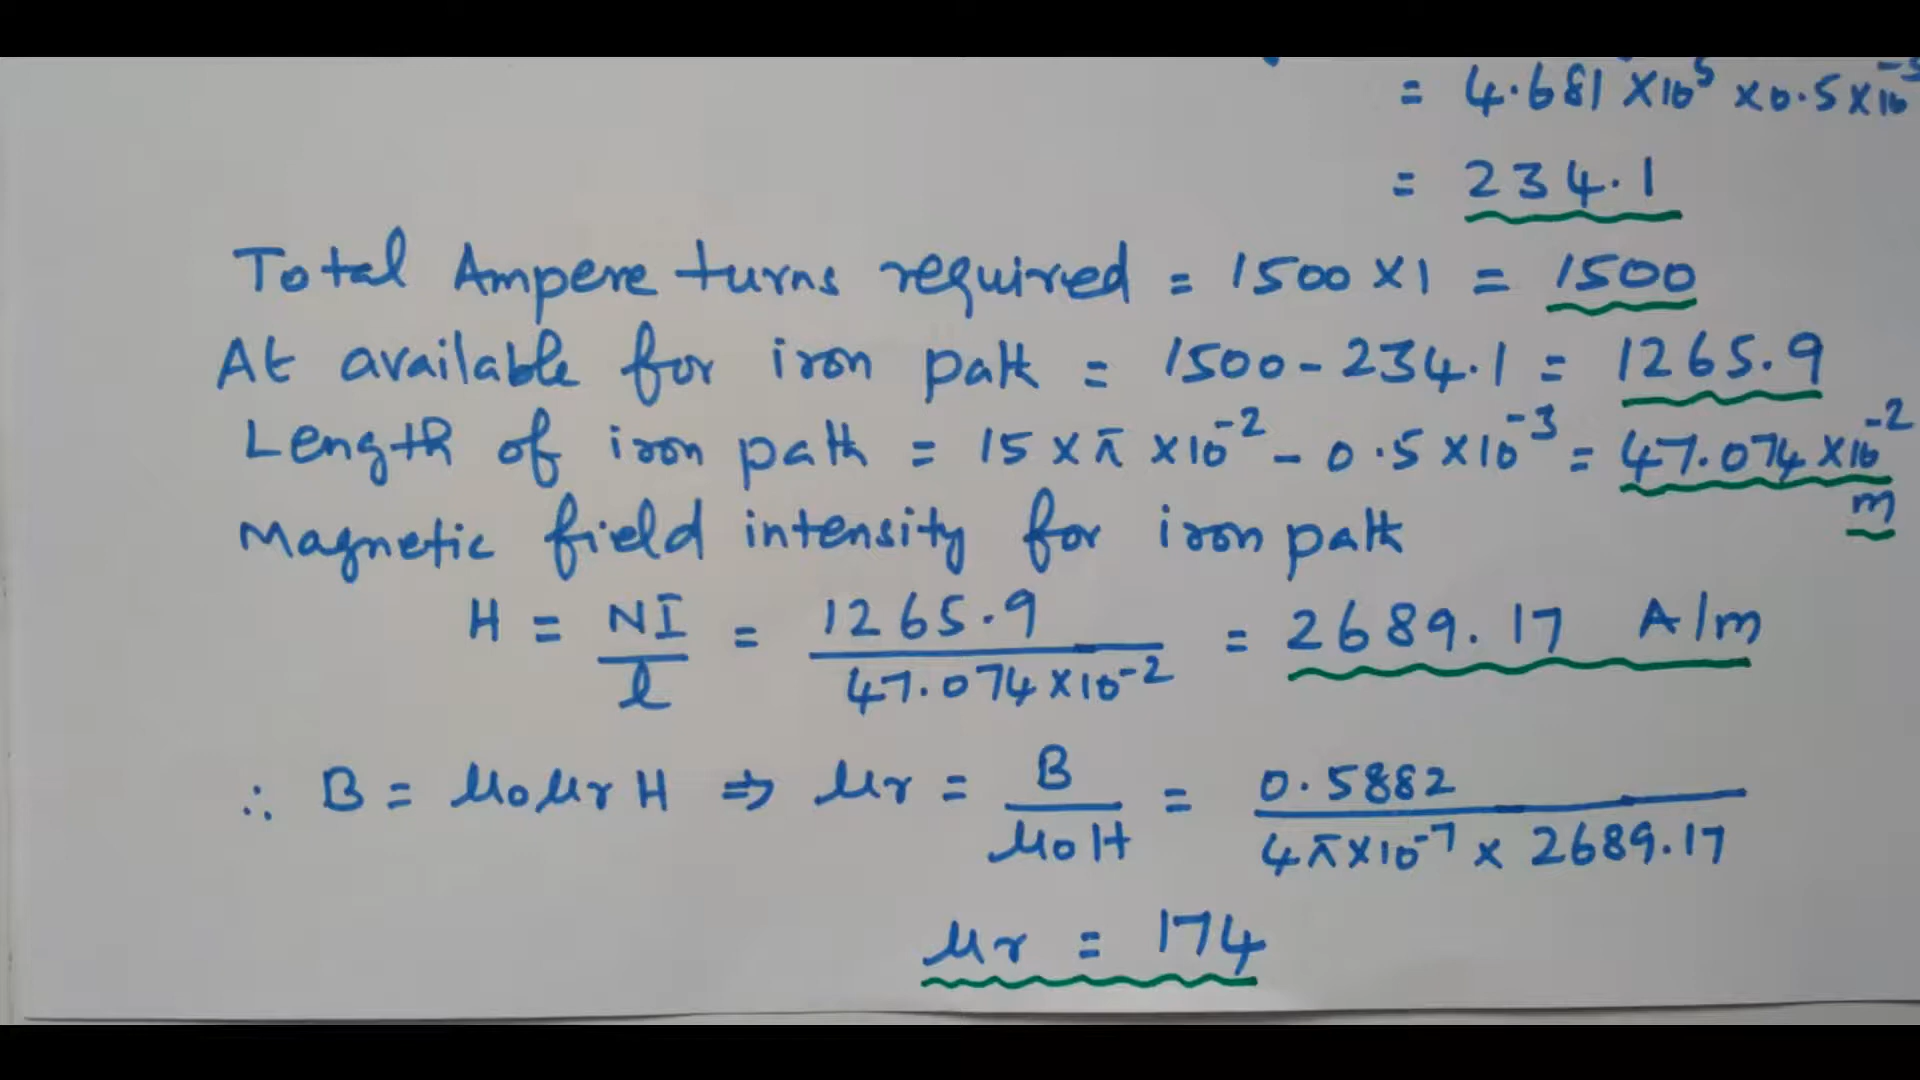 = 4.681 × 10⁵ × 0.5 × 10⁻³
= 234.1
Total Ampere turns required = 1500 × 1 = 1500
At available for iron path = 1500 - 234.1 = 1265.9
Length of iron path = 15 × π × 10⁻² - 0.5 × 10⁻³ = 47.074 × 10⁻² m
Magnetic field intensity for iron path
H = NI / l = 1265.9 / 47.074 × 10⁻² = 2689.17 A/m
∴ B = μ₀μr H ⇒ μr = B / μ₀H = 0.5882 / 4π × 10⁻⁷ × 2689.17
μr = 174